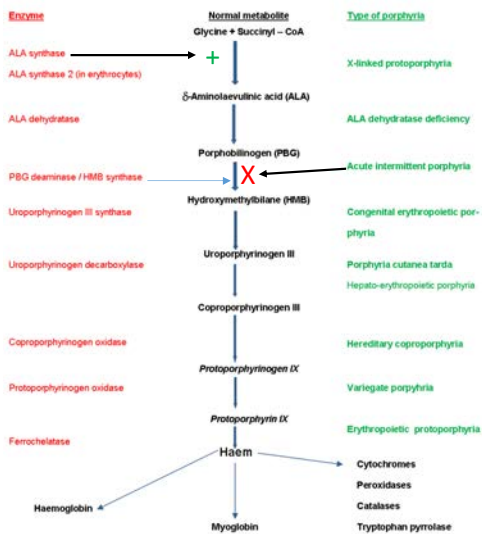 Enzyme Normal metabolite Type of porphyria
Glycine + Succinyl – CoA
ALA synthase + X-linked protoporphyria
ALA synthase 2 (in erythrocytes)
δ-Aminolaevulinic acid (ALA)
ALA dehydratase ALA dehydratase deficiency
Porphobilinogen (PBG)
PBG deaminase / HMB synthase X Acute intermittent porphyria
Hydroxymethylbilane (HMB)
Uroporphyrinogen III synthase Congenital erythropoietic por-
phyria
Uroporphyrinogen III
Uroporphyrinogen decarboxylase Porphyria cutanea tarda
Hepato-erythropoietic porphyria
Coproporphyrinogen III
Coproporphyrinogen oxidase Hereditary coproporphyria
Protoporphyrinogen IX
Protoporphyrinogen oxidase Variegate porpyhria
Protoporphyrin IX
Ferrochelatase Erythropoietic protoporphyria
Haem
Cytochromes
Peroxidases
Catalases
Haemoglobin
Myoglobin Tryptophan pyrrolase